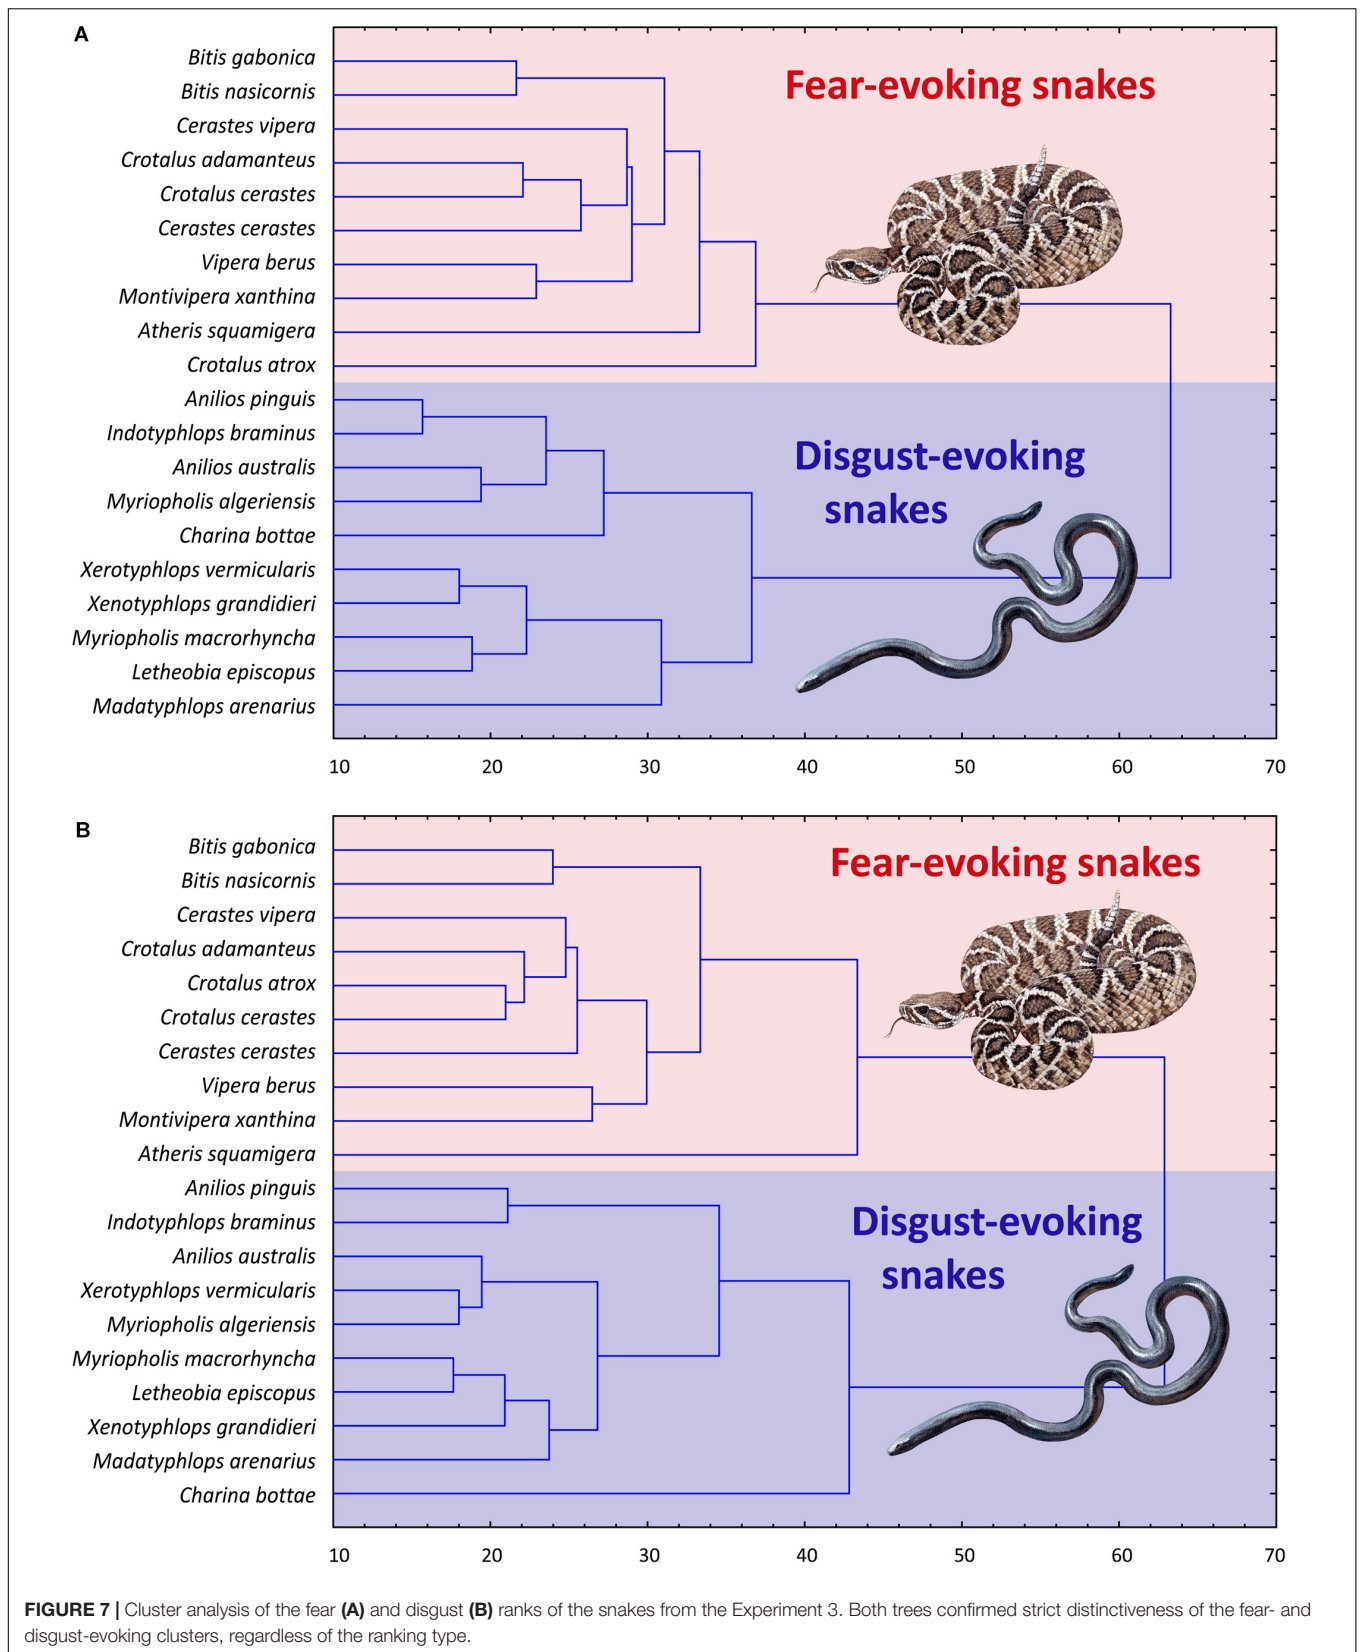 A
Bitis gabonica
Bitis nasicornis
Cerastes vipera
Crotalus adamanteus
Crotalus cerastes
Cerastes cerastes
Vipera berus
Montivipera xanthina
Atheris squamigera
Crotalus atrox
Anilios pinguis
Indotyphlops braminus
Anilios australis
Myriopholis algeriensis
Charina bottae
Xerotyphlops vermicularis
Xenotyphlops grandidieri
Myriopholis macrorhyncha
Letheobia episcopus
Madatyphlops arenarius
Fear-evoking snakes
Disgust-evoking
snakes
10 20 30 40 50 60 70
B
Bitis gabonica
Bitis nasicornis
Cerastes vipera
Crotalus adamanteus
Crotalus atrox
Crotalus cerastes
Cerastes cerastes
Vipera berus
Montivipera xanthina
Atheris squamigera
Anilios pinguis
Indotyphlops braminus
Anilios australis
Xerotyphlops vermicularis
Myriopholis algeriensis
Myriopholis macrorhyncha
Letheobia episcopus
Xenotyphlops grandidieri
Madatyphlops arenarius
Charina bottae
Fear-evoking snakes
Disgust-evoking
snakes
10 20 30 40 50 60 70
FIGURE 7 | Cluster analysis of the fear (A) and disgust (B) ranks of the snakes from the Experiment 3. Both trees confirmed strict distinctiveness of the fear- and
disgust-evoking clusters, regardless of the ranking type.